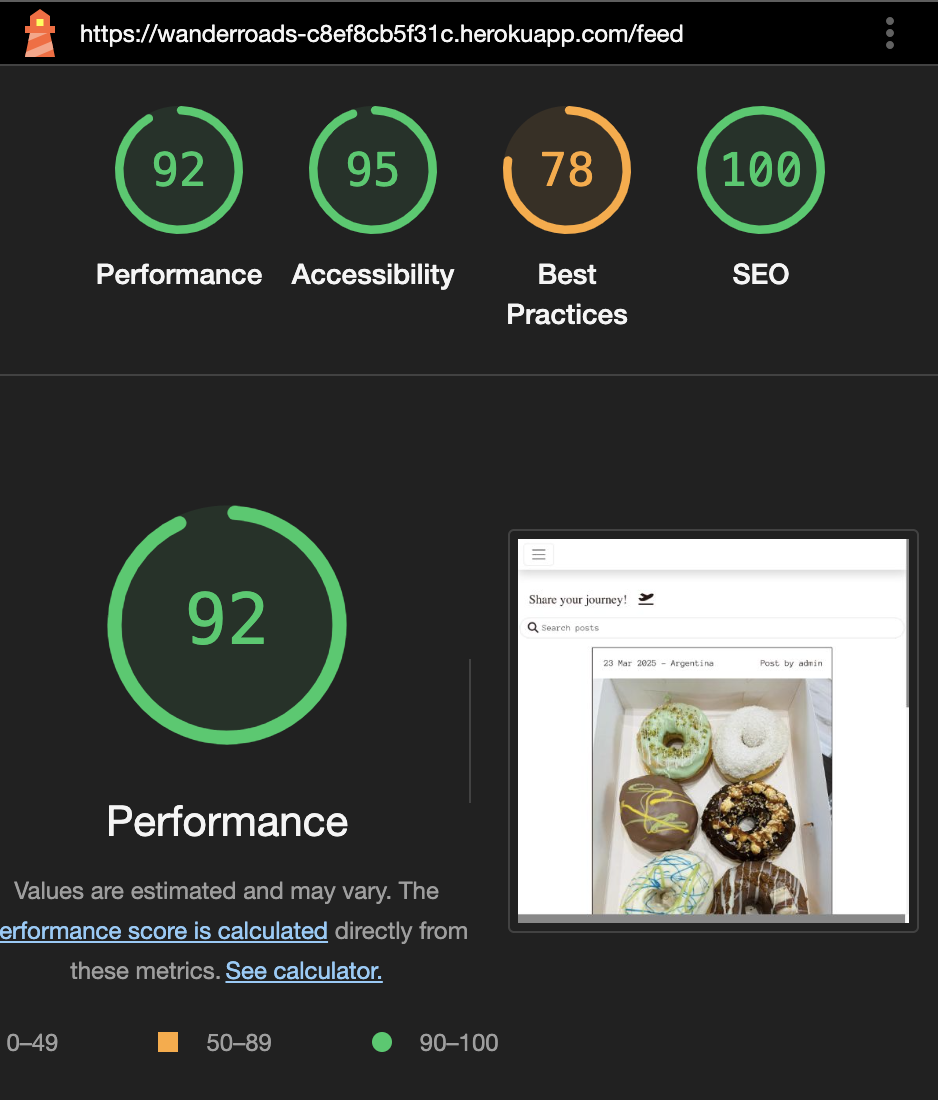 https://wanderroads-c8ef8cb5f31c.herokuapp.com/feed
92
95
78
100
Performance
Accessibility
Best
Practices
SEO
92
Performance
Values are estimated and may vary. The
erformance score is calculated directly from
these metrics. See calculator.
0–49
50–89
90–100
Share your journey!
Search posts
23 Mar 2025 – Argentina
Post by admin